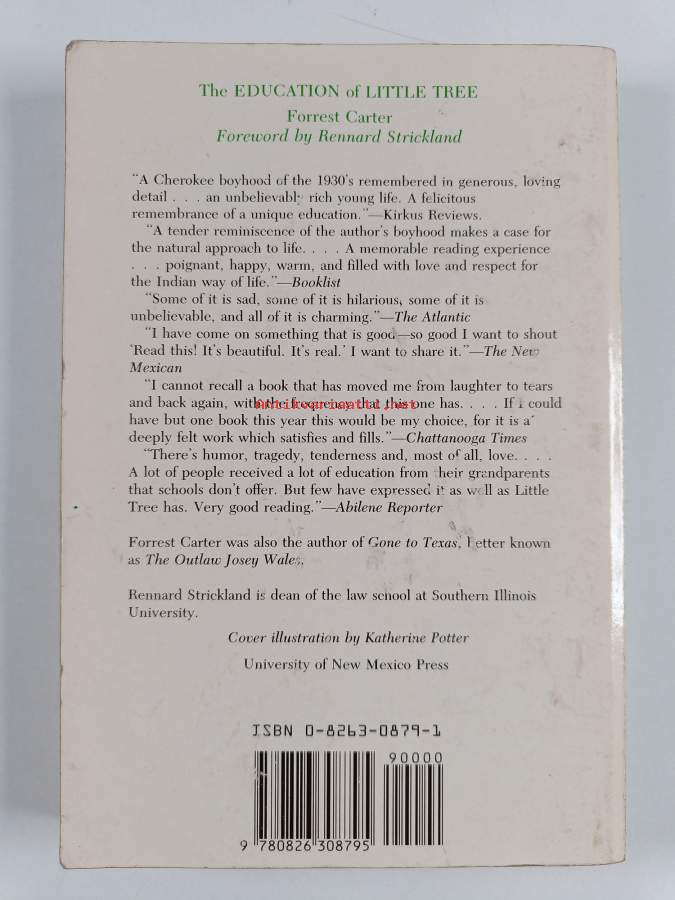 The EDUCATION of LITTLE TREE
Forrest Carter
Foreword by Rennard Strickland
"A Cherokee boyhood of the 1930's remembered in generous, loving
detail . . . an unbelievably rich young life. A felicitous
remembrance of a unique education."—Kirkus Reviews.
"A tender reminiscence of the author's boyhood makes a case for
the natural approach to life. . . . A memorable reading experience
. . . poignant, happy, warm, and filled with love and respect for
the Indian way of life."—Booklist
"Some of it is sad, some of it is hilarious, some of it is
unbelievable, and all of it is charming."—The Atlantic
"I have come on something that is good—so good I want to shout
'Read this! It's beautiful. It's real.' I want to share it."—The New
Mexican
"I cannot recall a book that has moved me from laughter to tears
and back again, with the frequency that this one has. . . . If I could
have but one book this year this would be my choice, for it is a
deeply felt work which satisfies and fills."—Chattanooga Times
"There's humor, tragedy, tenderness and, most of all, love. . . .
A lot of people received a lot of education from their grandparents
that schools don't offer. But few have expressed it as well as Little
Tree has. Very good reading."—Abilene Reporter
Forrest Carter was also the author of Gone to Texas, better known
as The Outlaw Josey Wales.
Rennard Strickland is dean of the law school at Southern Illinois
University.
Cover illustration by Katherine Potter
University of New Mexico Press
ISBN 0-8263-0879-1
90000
9 780826 308795
antikvariaatti.net